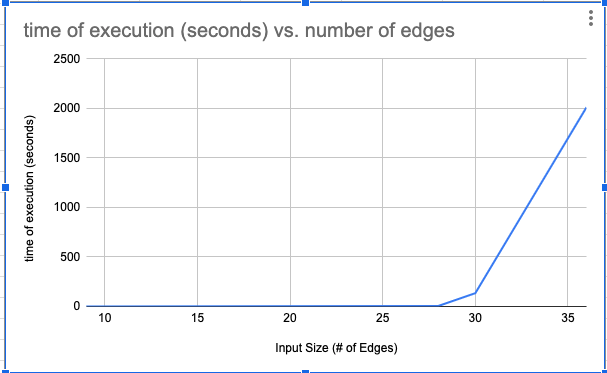 time of execution (seconds) vs. number of edges
2500
2000
1500
1000
500
0
time of execution (seconds)
10 15 20 25 30 35
Input Size (# of Edges)